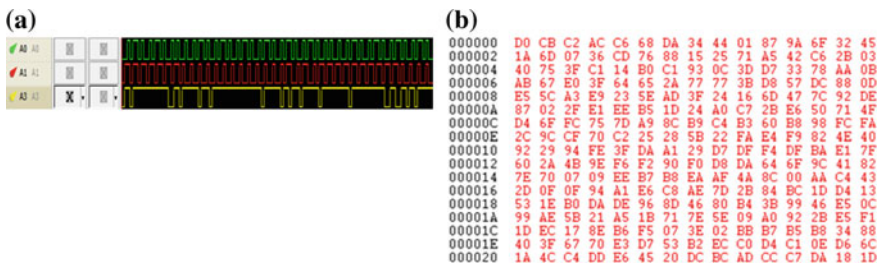 (a)
A0 A0
A1 A1
A3 A3
X
(b)
000000 D0 CB C2 AC C6 68 DA 34 44 01 87 9A 6F 32 45
000002 1A 6D 07 36 CD 76 88 15 25 71 A5 42 C6 2B 03
000004 40 75 3F C1 14 B0 C1 93 0C 3D D7 33 78 AA 0B
000006 AB 67 E0 3F 64 65 2A 77 77 3B D8 57 DC 88 0D
000008 E5 5C A3 E9 23 5E AD 3F 24 16 6D 47 7C 92 DE
00000A 87 02 2F E1 EE B5 1D 24 A0 C7 2B E6 50 71 4F
00000C D4 6F FC 75 7D A9 8C B9 C4 B3 60 B8 98 FC FA
00000E 2C 9C CF 70 C2 25 28 5B 22 FA E4 F9 82 4E 40
000010 92 29 94 FE 3F DA A1 29 D7 DF F4 DF BA E1 7F
000012 60 2A 4B 9E F6 F2 90 F0 D8 DA 64 6F 9C 41 82
000014 7E 70 07 09 EE B7 B8 EA AF 4A 8C 00 AA C4 43
000016 2D 0F 0F 94 A1 E6 C8 AE 7D 2B 84 BC 1D D4 13
000018 53 1E B0 DA DE 96 8D 46 80 B4 3B 99 46 E5 0C
00001A 99 AE 5B 21 A5 1B 71 7E 5E 09 A0 92 2B E5 F1
00001C 1D EC 17 8E B6 F5 07 3E 02 BB B7 B5 B8 34 88
00001E 40 3F 67 70 E3 D7 53 B2 EC C0 D4 C1 0E D6 6C
000020 1A 4C C4 DD E6 45 20 DC BC AD CC C7 DA 18 1D